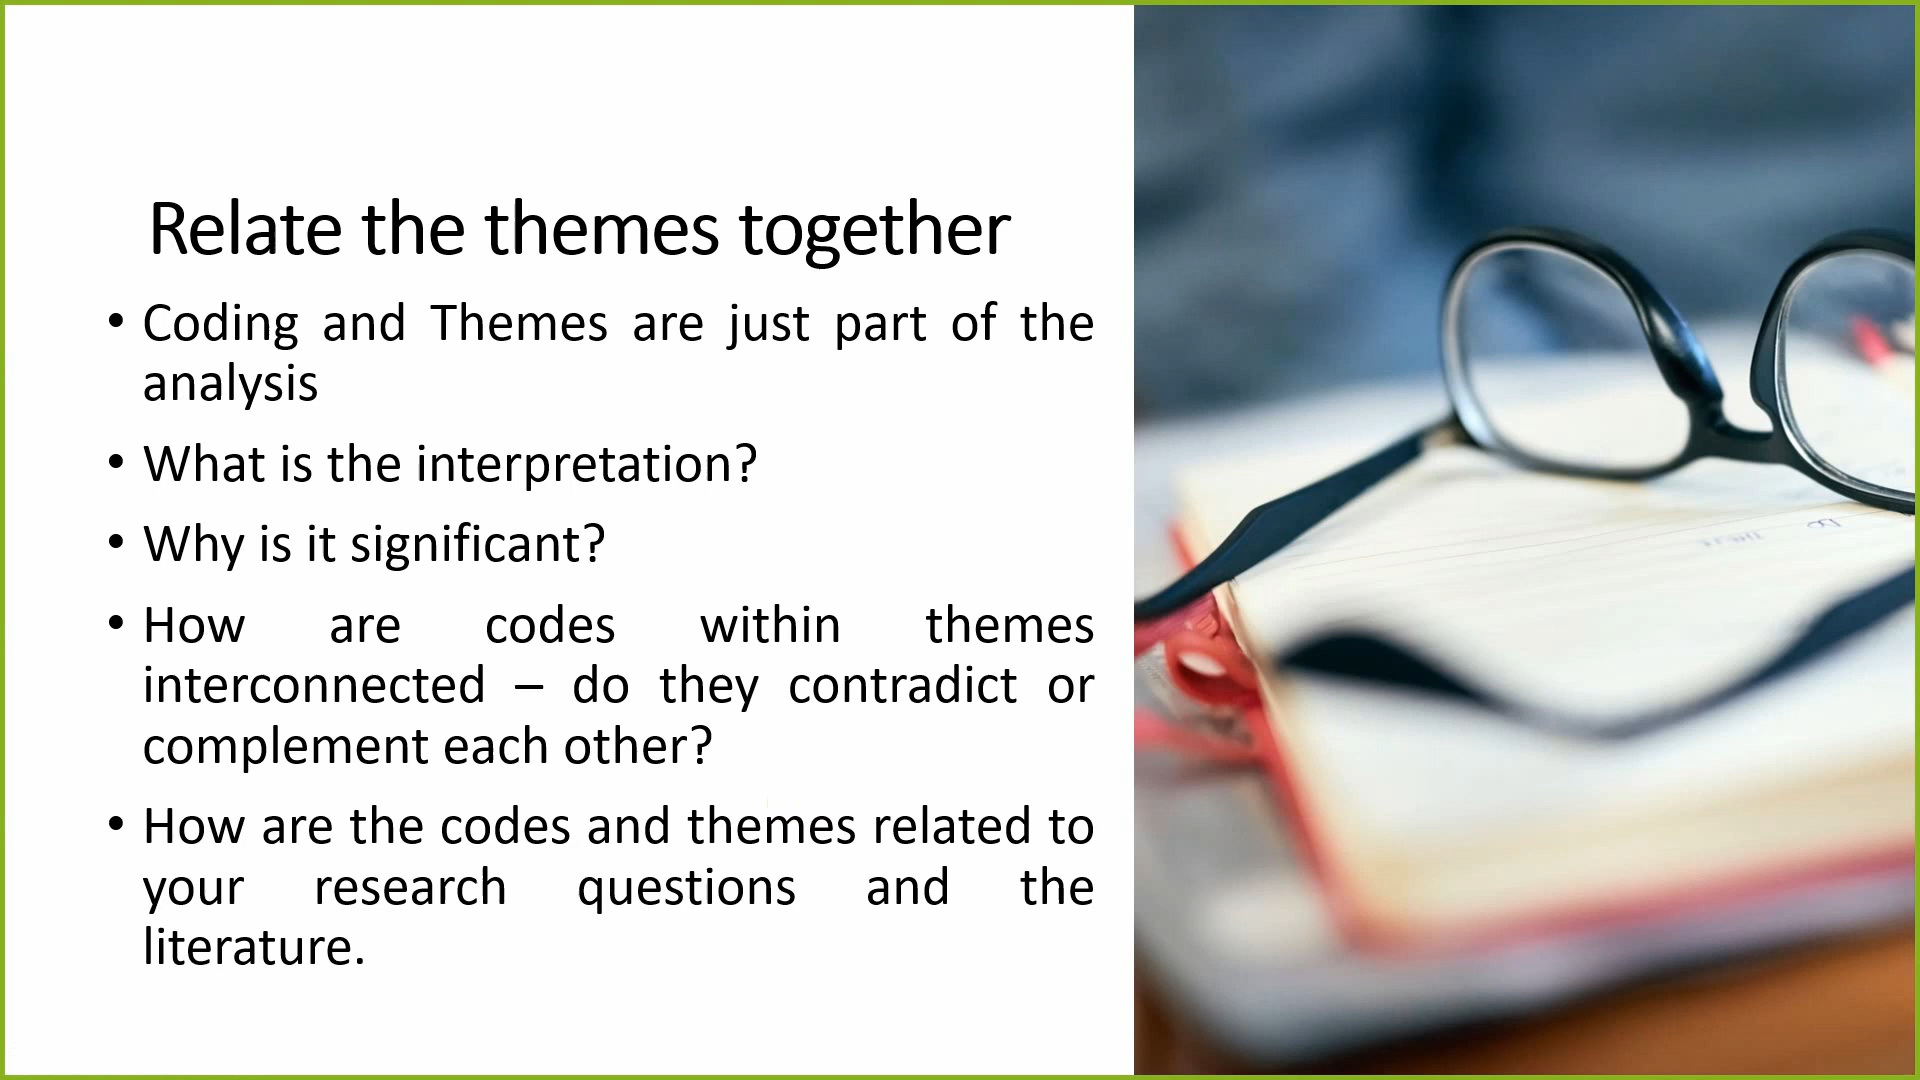 Relate the themes together
• Coding and Themes are just part of the
analysis
• What is the interpretation?
• Why is it significant?
• How are codes within themes
interconnected – do they contradict or
complement each other?
• How are the codes and themes related to
your research questions and the
literature.